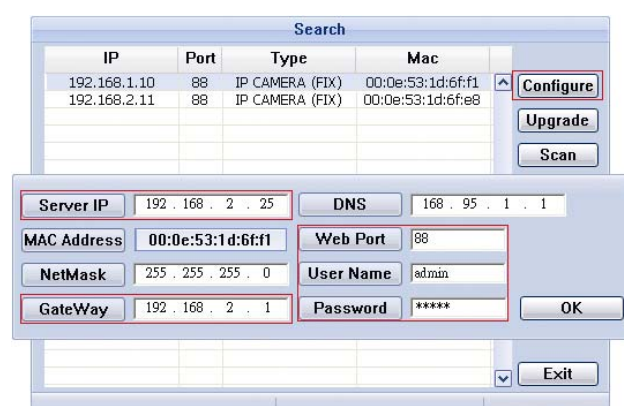 Search
IP Port Type Mac
192.168.1.10 88 IP CAMERA (FIX) 00:0e:53:1d:6f:f1
Configure
192.168.2.11 88 IP CAMERA (FIX) 00:0e:53:1d:6f:e8
Upgrade
Scan
Server IP 192 . 168 . 2 . 25 DNS 168 . 95 . 1 . 1
MAC Address 00:0e:53:1d:6f:f1 Web Port 88
NetMask 255 . 255 . 255 . 0 User Name admin
GateWay 192 . 168 . 2 . 1 Password ***** OK
Exit